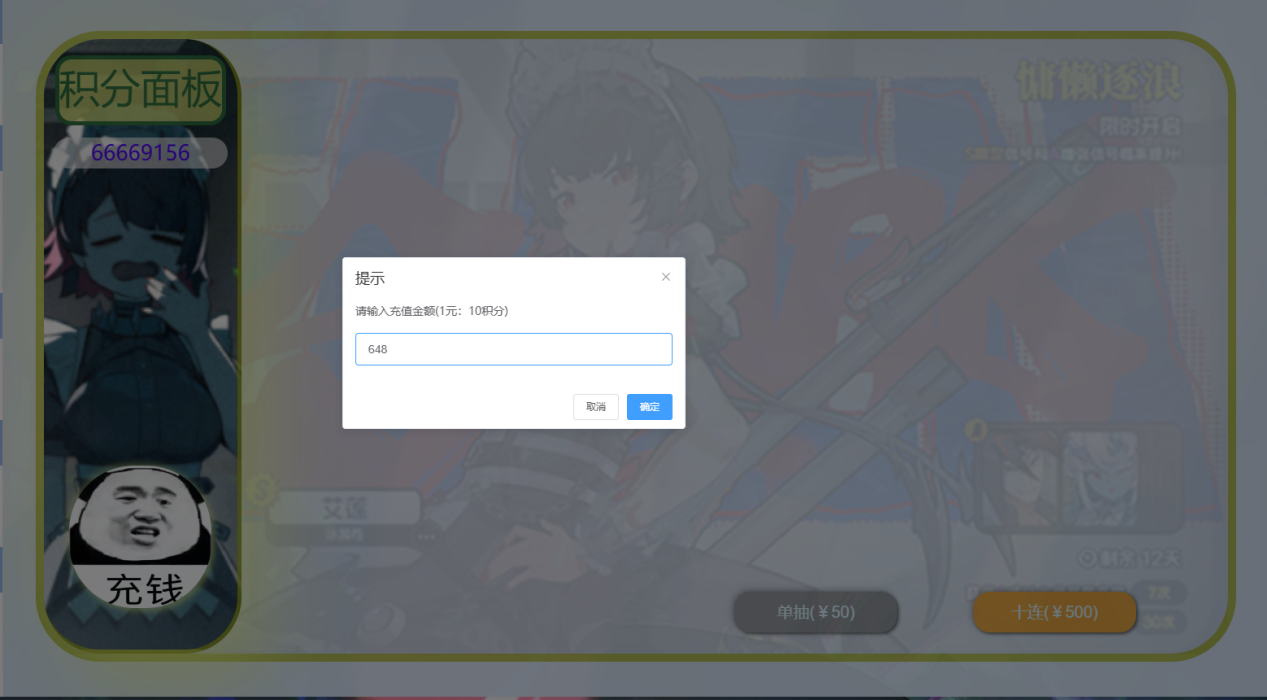 积分面板
66669156
慵懒逐浪
限时开启
提示
请输入充值金额(1元：10积分)
648
取消
确定
艾莲
剩余 12天
单抽(￥50)
十连(￥500)
充钱